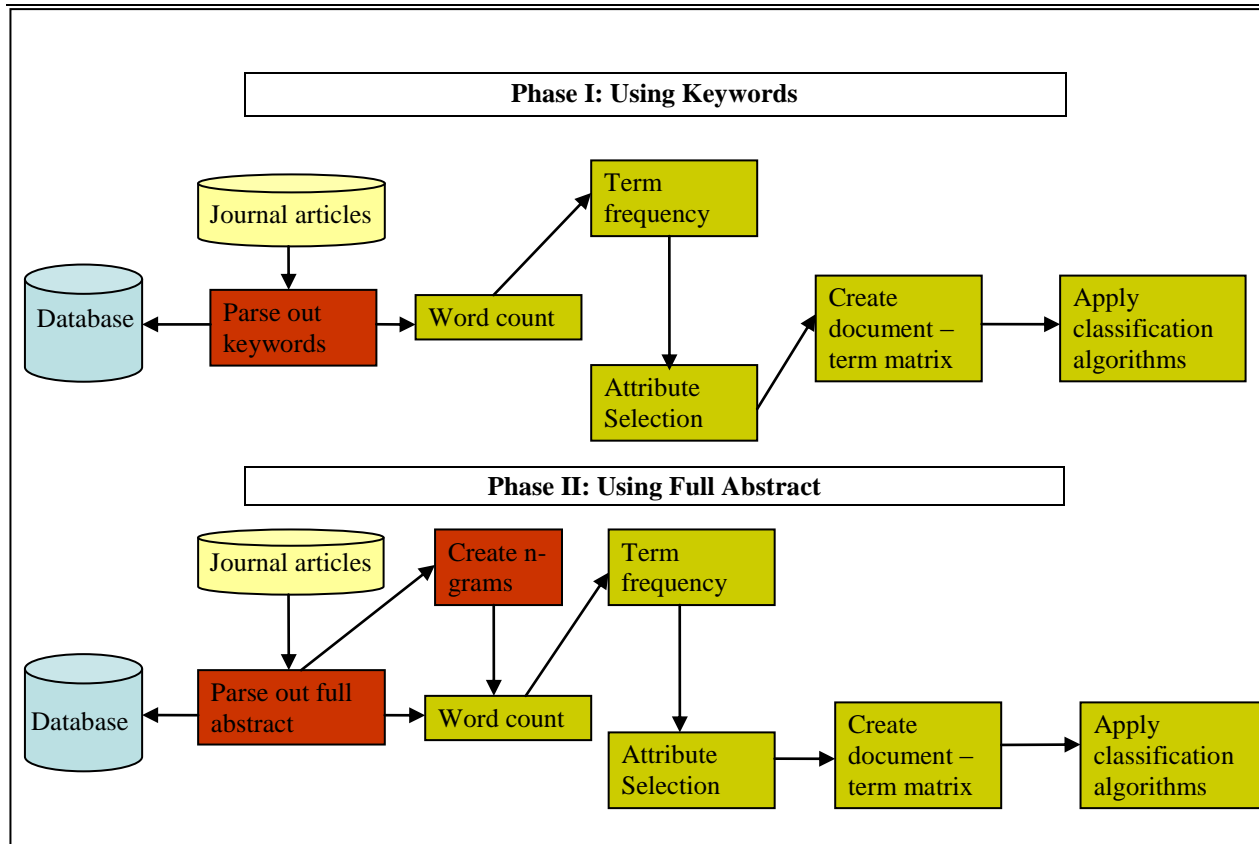 Phase I: Using Keywords
Journal articles
Term
frequency
Database
Parse out
keywords
Word count
Create
document –
term matrix
Apply
classification
algorithms
Attribute
Selection
Phase II: Using Full Abstract
Journal articles
Create n-
grams
Term
frequency
Database
Parse out full
abstract
Word count
Attribute
Selection
Create
document –
term matrix
Apply
classification
algorithms